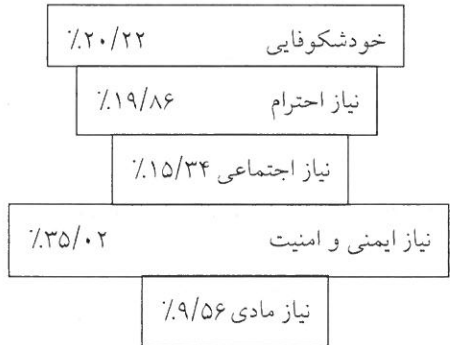 خودشکوفایی ٪۲۰/۲۲
نیاز احترام ٪۱۹/۸۶
نیاز اجتماعی ٪۱۵/۳۴
نیاز ایمنی و امنیت ٪۳۵/۰۲
نیاز مادی ٪۹/۵۶